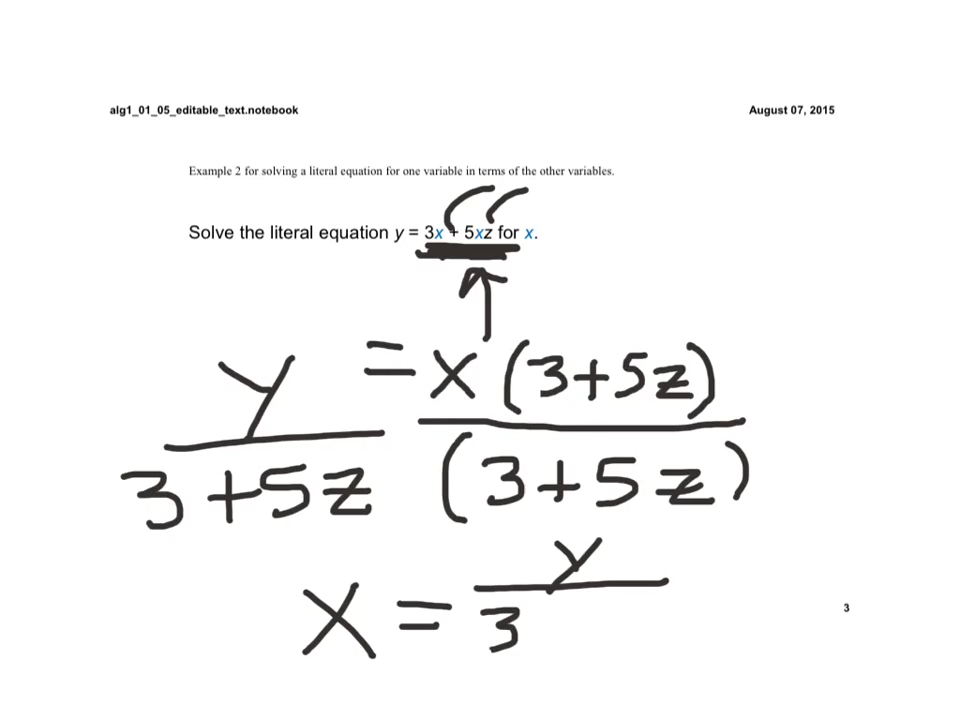 alg1_01_05_editable_text.notebook August 07, 2015
Example 2 for solving a literal equation for one variable in terms of the other variables.
Solve the literal equation y = 3x + 5xz for x.
y = x (3+5z)
3+5z (3+5z)
x = y
3
3